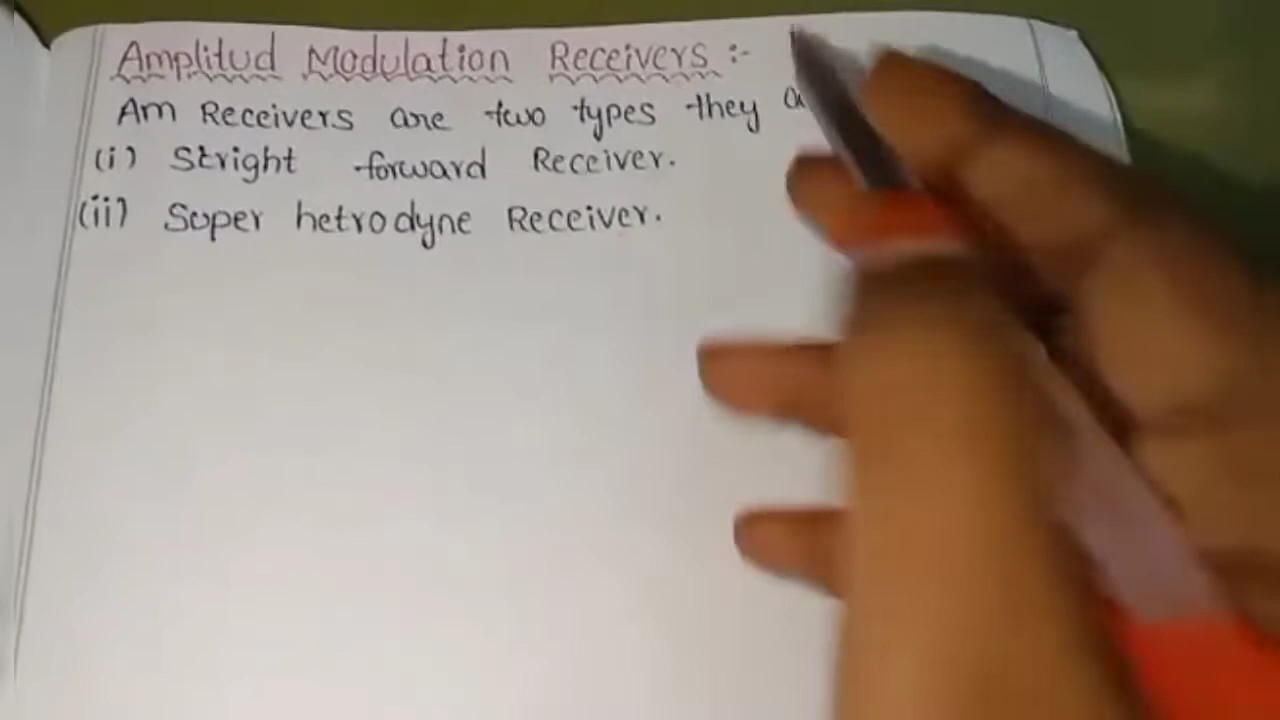 Amplitud Modulation Receivers :-
Am Receivers are two types they
(i) Stright forward Receiver.
(ii) Super hetrodyne Receiver.